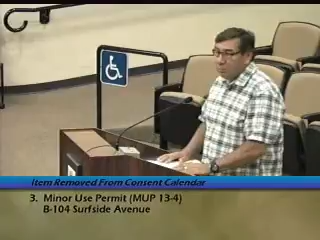 Item Removed From Consent Calendar
3. Minor Use Permit (MUP 13-4)
B-104 Surfside Avenue